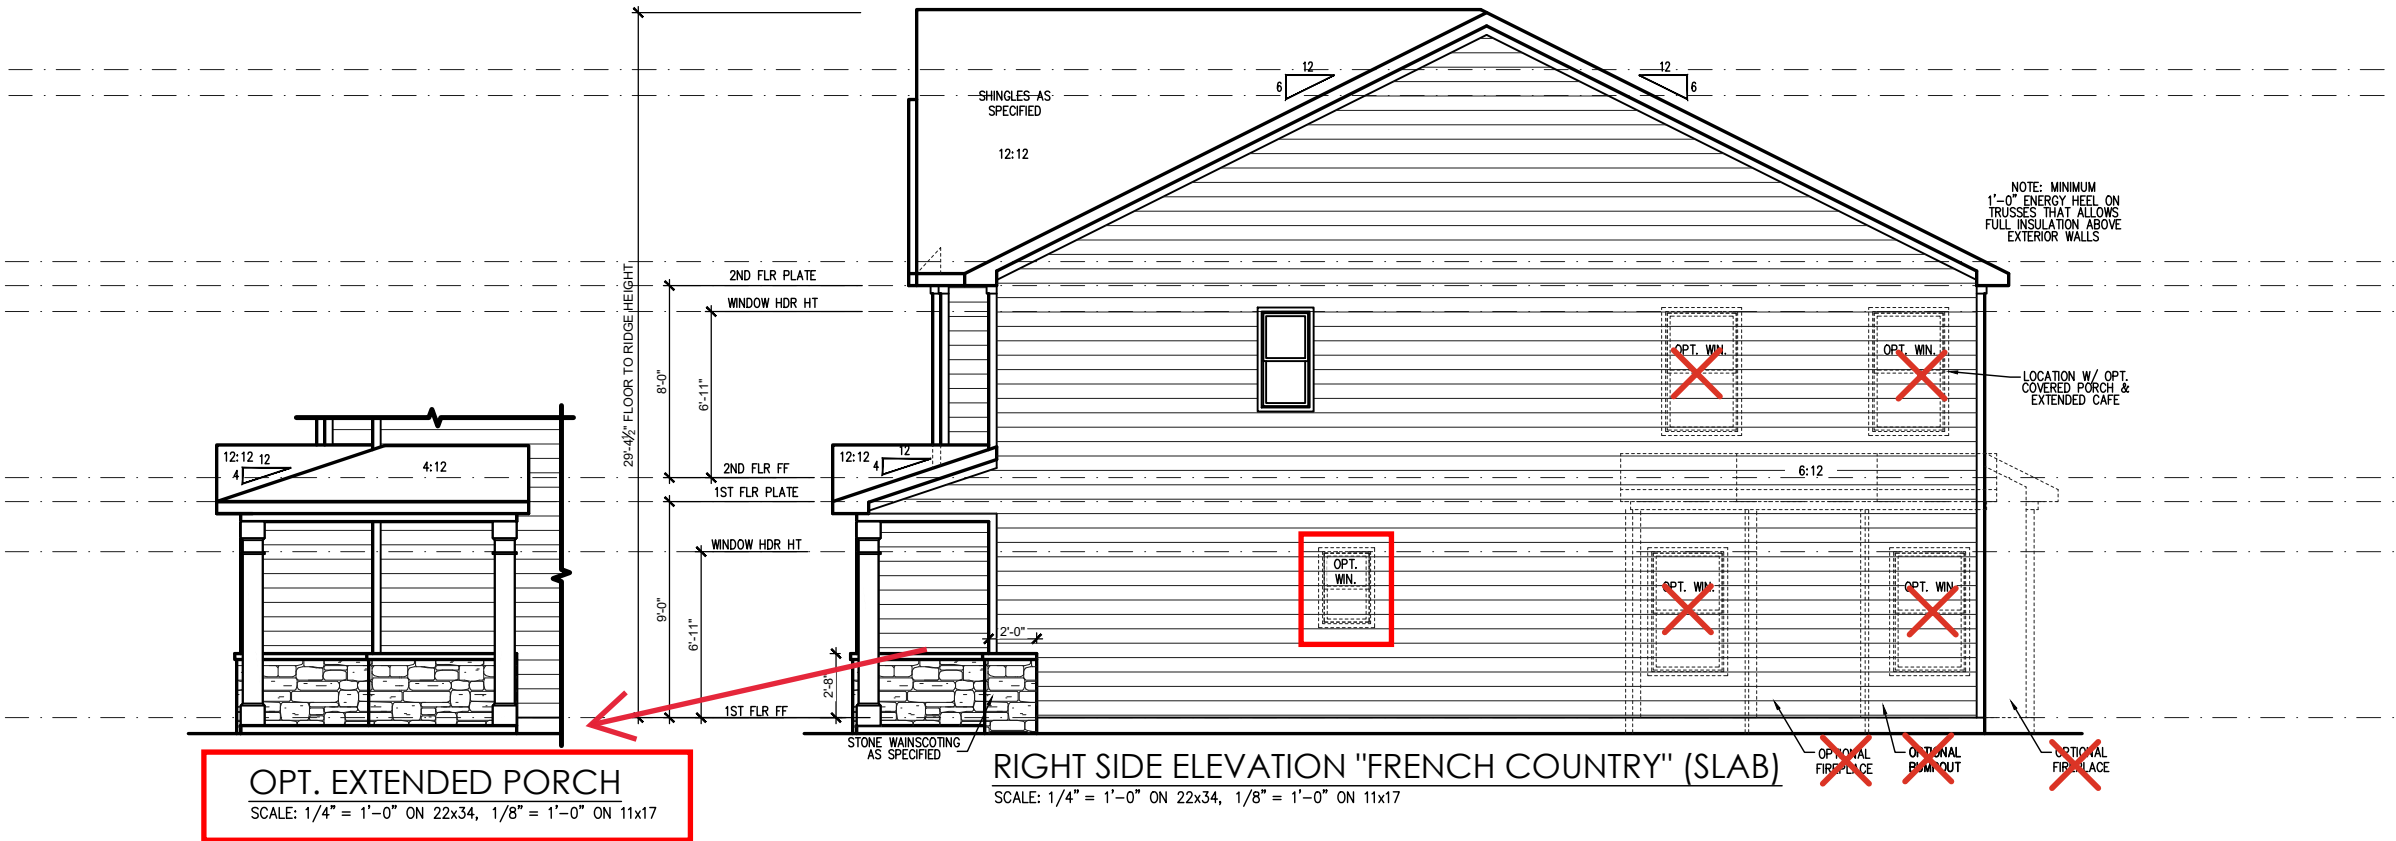 12
6
12
6
SHINGLES AS
SPECIFIED
12:12
NOTE: MINIMUM
1'-0" ENERGY HEEL ON
TRUSSES THAT ALLOWS
FULL INSULATION ABOVE
EXTERIOR WALLS
29'-4½" FLOOR TO RIDGE HEIGHT
2ND FLR PLATE
WINDOW HDR HT
8'-0"
6'-11"
OPT. WIN.
OPT. WIN.
LOCATION W/ OPT.
COVERED PORCH &
EXTENDED CAFE
12:12
12
4
4:12
12:12
12
4
2ND FLR FF
1ST FLR PLATE
6:12
WINDOW HDR HT
9'-0"
6'-11"
OPT.
WIN.
OPT. WIN.
OPT. WIN.
2'-0"
2'-8"
1ST FLR FF
STONE WAINSCOTING
AS SPECIFIED
OPTIONAL
FIREPLACE
OPTIONAL
BUMPOUT
OPTIONAL
FIREPLACE
OPT. EXTENDED PORCH
SCALE: 1/4" = 1'-0" ON 22x34, 1/8" = 1'-0" ON 11x17
RIGHT SIDE ELEVATION "FRENCH COUNTRY" (SLAB)
SCALE: 1/4" = 1'-0" ON 22x34, 1/8" = 1'-0" ON 11x17